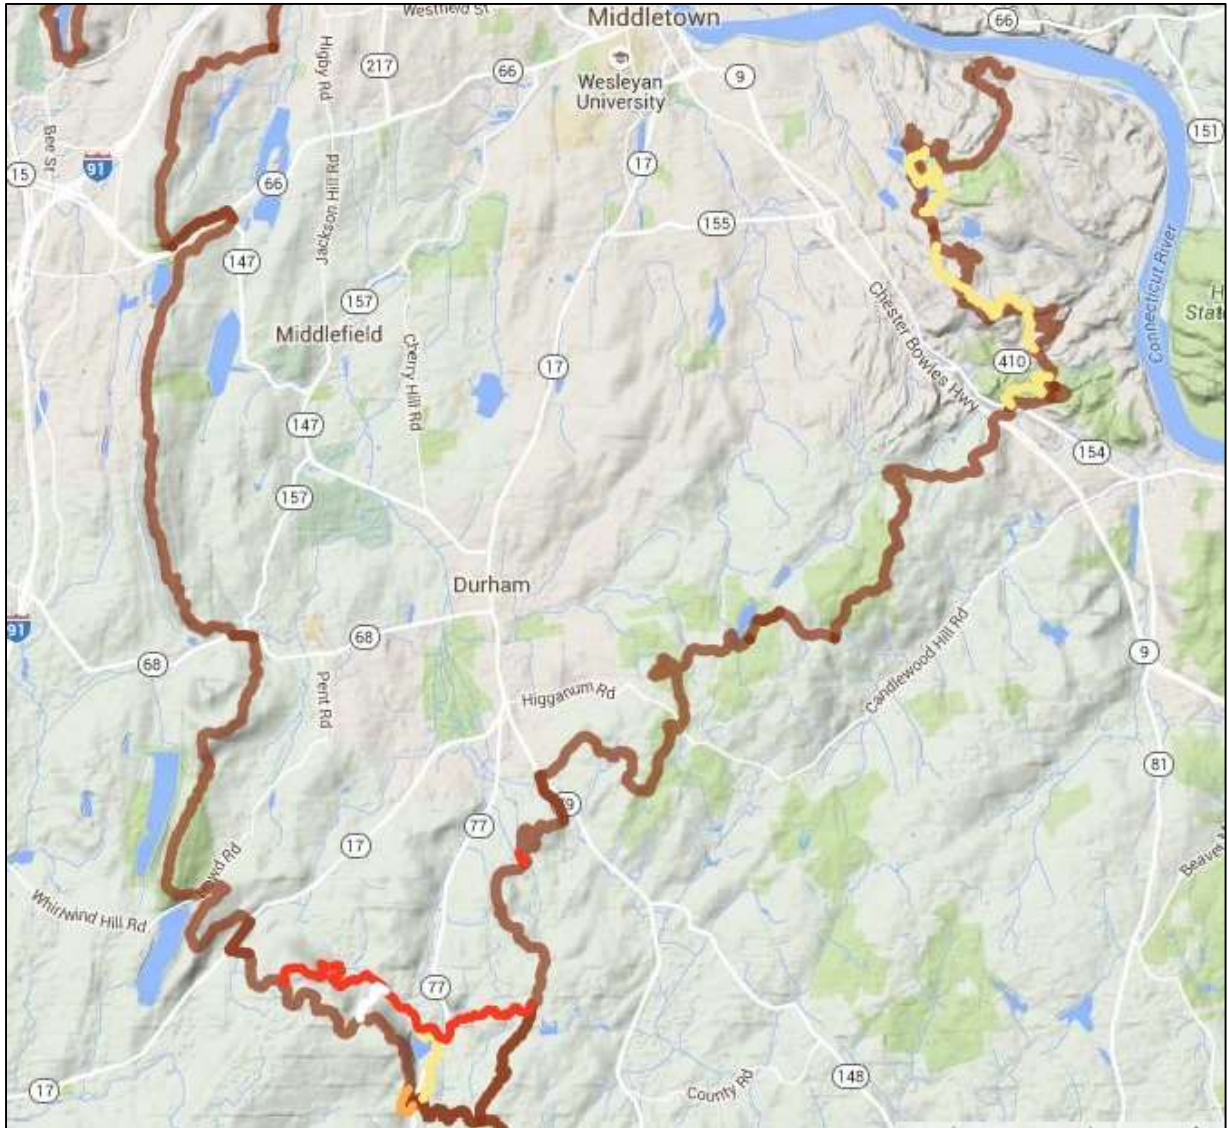 Westfield St
Middletown
66
Higby Rd
217
66
9
Wesleyan
University
151
Bee St
91
15
17
66
Jackson Hill Rd
155
147
157
Connecticut River
Chester Bowles Hwy
Middlefield
Cherry Hill Rd
17
410
147
154
157
Durham
91
68
68
Candlewood Hill Rd
9
Pent Rd
Higganum Rd
81
77
17
Whirlwind Hill Rd
77
17
148
County Rd